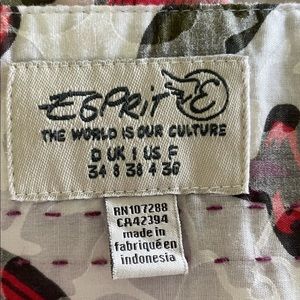 ESPRIT E
THE WORLD IS OUR CULTURE
D UK I US F
34 8 38 4 36
RN107288
CA42394
made in
fabriqué en
indonesia